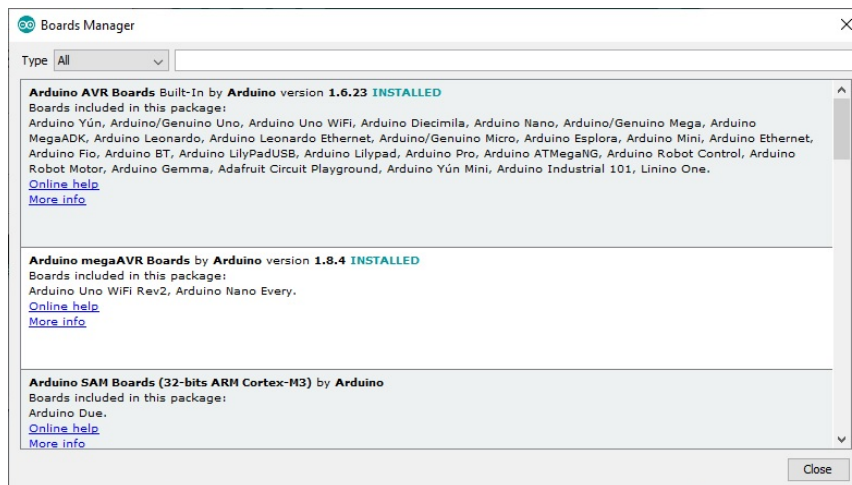 Boards Manager
Type All
Arduino AVR Boards Built-In by Arduino version 1.6.23 INSTALLED
Boards included in this package:
Arduino Yún, Arduino/Genuino Uno, Arduino Uno WiFi, Arduino Diecimila, Arduino Nano, Arduino/Genuino Mega, Arduino
MegaADK, Arduino Leonardo, Arduino Leonardo Ethernet, Arduino/Genuino Micro, Arduino Esplora, Arduino Mini, Arduino Ethernet,
Arduino Fio, Arduino BT, Arduino LilyPadUSB, Arduino Lilypad, Arduino Pro, Arduino ATMegaNG, Arduino Robot Control, Arduino
Robot Motor, Arduino Gemma, Adafruit Circuit Playground, Arduino Yún Mini, Arduino Industrial 101, Linino One.
Online help
More info
Arduino megaAVR Boards by Arduino version 1.8.4 INSTALLED
Boards included in this package:
Arduino Uno WiFi Rev2, Arduino Nano Every.
Online help
More info
Arduino SAM Boards (32-bits ARM Cortex-M3) by Arduino
Boards included in this package:
Arduino Due.
Online help
More info
Close